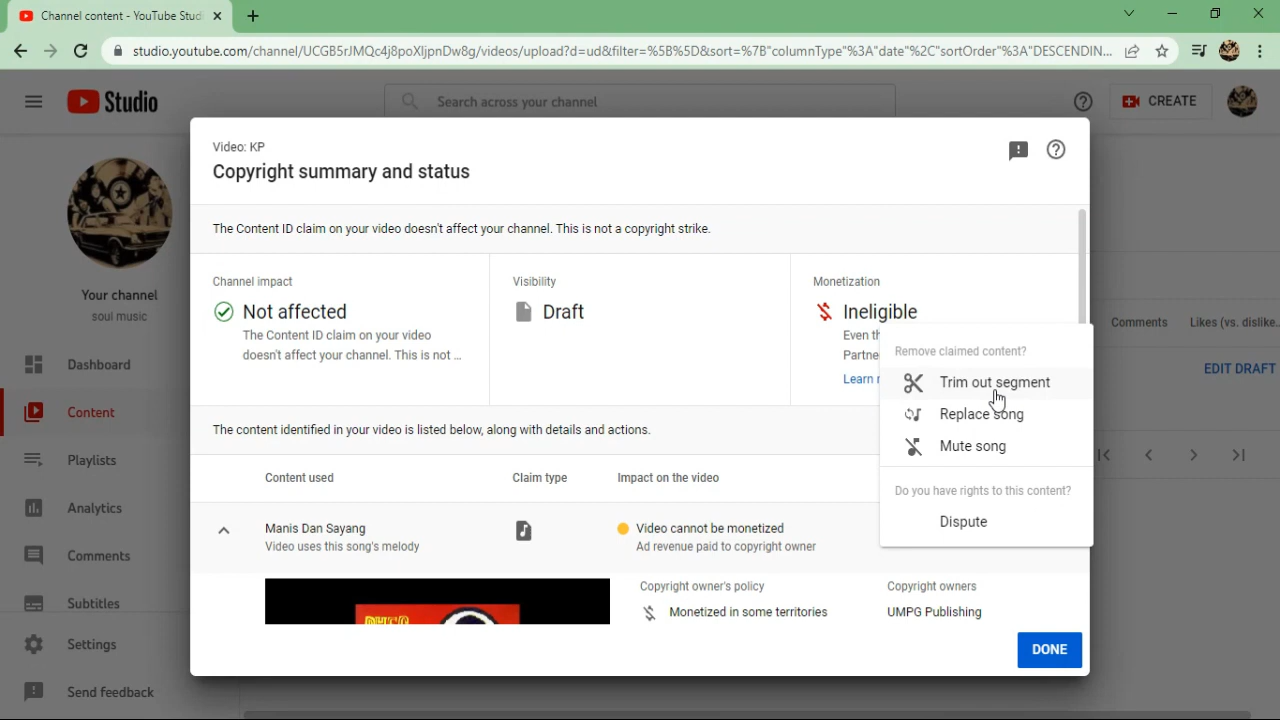 Channel content - YouTube Studi
studio.youtube.com/channel/UCGB5rJMQc4j8poXljpnDw8g/videos/upload?d=ud&filter=%5B%5D&sort=%7B"columnType"%3A"date"%2C"sortOrder"%3A"DESCENDIN...
Studio
Search across your channel
CREATE
Your channel
soul music
Dashboard
Content
Playlists
Analytics
Comments
Subtitles
Settings
Send feedback
Video: KP
Copyright summary and status
The Content ID claim on your video doesn't affect your channel. This is not a copyright strike.
Channel impact
Not affected
The Content ID claim on your video
doesn't affect your channel. This is not ...
Visibility
Draft
Monetization
Ineligible
Even th
Partne
Learn r
Remove claimed content?
Trim out segment
Replace song
Mute song
Do you have rights to this content?
Dispute
The content identified in your video is listed below, along with details and actions.
Content used
Claim type
Impact on the video
Manis Dan Sayang
Video uses this song's melody
Video cannot be monetized
Ad revenue paid to copyright owner
Copyright owner's policy
Monetized in some territories
Copyright owners
UMPG Publishing
DONE
Comments
Likes (vs. dislike...
EDIT DRAFT